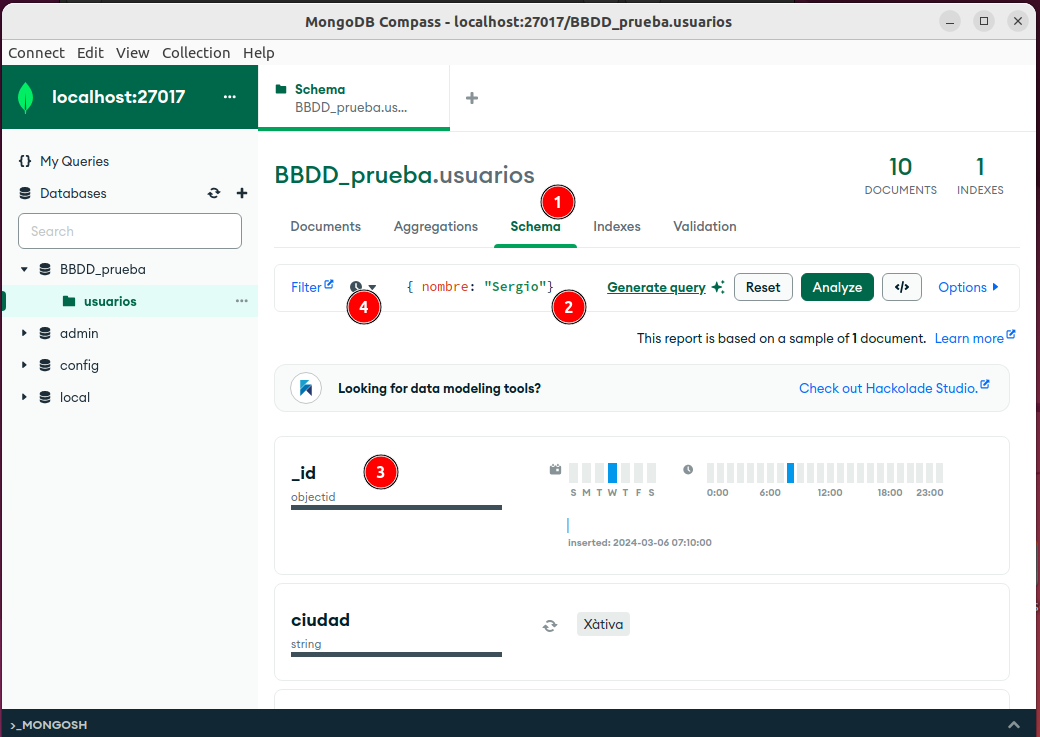 MongoDB Compass - localhost:27017/BBDD_prueba.usuarios
Connect Edit View Collection Help
localhost:27017 ...
Schema
BBDD_prueba.us...
+
{} My Queries
Databases
Search
BBDD_prueba
usuarios ...
admin
config
local
BBDD_prueba.usuarios
10
DOCUMENTS
1
INDEXES
1
Documents Aggregations Schema Indexes Validation
Filter { nombre: "Sergio"} Generate query Reset Analyze </> Options
4 2
This report is based on a sample of 1 document. Learn more
Looking for data modeling tools? Check out Hackolade Studio.
_id
objectid
3
S M T W T F S
0:00 6:00 12:00 18:00 23:00
inserted: 2024-03-06 07:10:00
ciudad
string
Xàtiva
>_MONGOSH